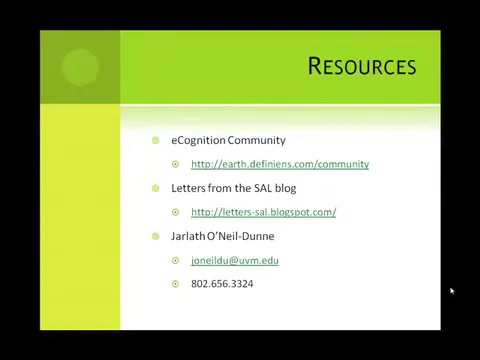 RESOURCES
eCognition Community
http://earth.definiens.com/community
Letters from the SAL blog
http://letters-sal.blogspot.com/
Jarlath O'Neil-Dunne
joneildu@uvm.edu
802.656.3324